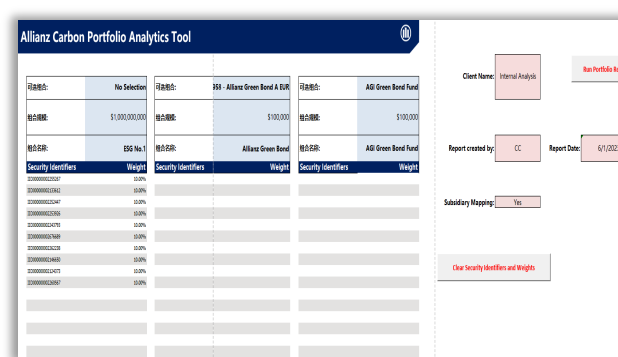 Allianz Carbon Portfolio Analytics Tool
Client Name: Internal Analysis
Run Portfolio
可选组合: No Selection 可选组合: 958 - Allianz Green Bond A EUR 可选组合: AGI Green Bond Fund
组合规模: $1,000,000,000 组合规模: $100,000 组合规模: $100,000
组合名称: ESG No.1 组合名称: Allianz Green Bond 组合名称: AGI Green Bond Fund
Report created by: CC Report Date: 6/1/202
Security Identifiers Weight Security Identifiers Weight Security Identifiers Weight
10.00%
10.00%
10.00%
10.00%
10.00%
10.00%
10.00%
10.00%
10.00%
10.00%
Subsidiary Mapping: Yes
Clear Security Identifiers and Weights